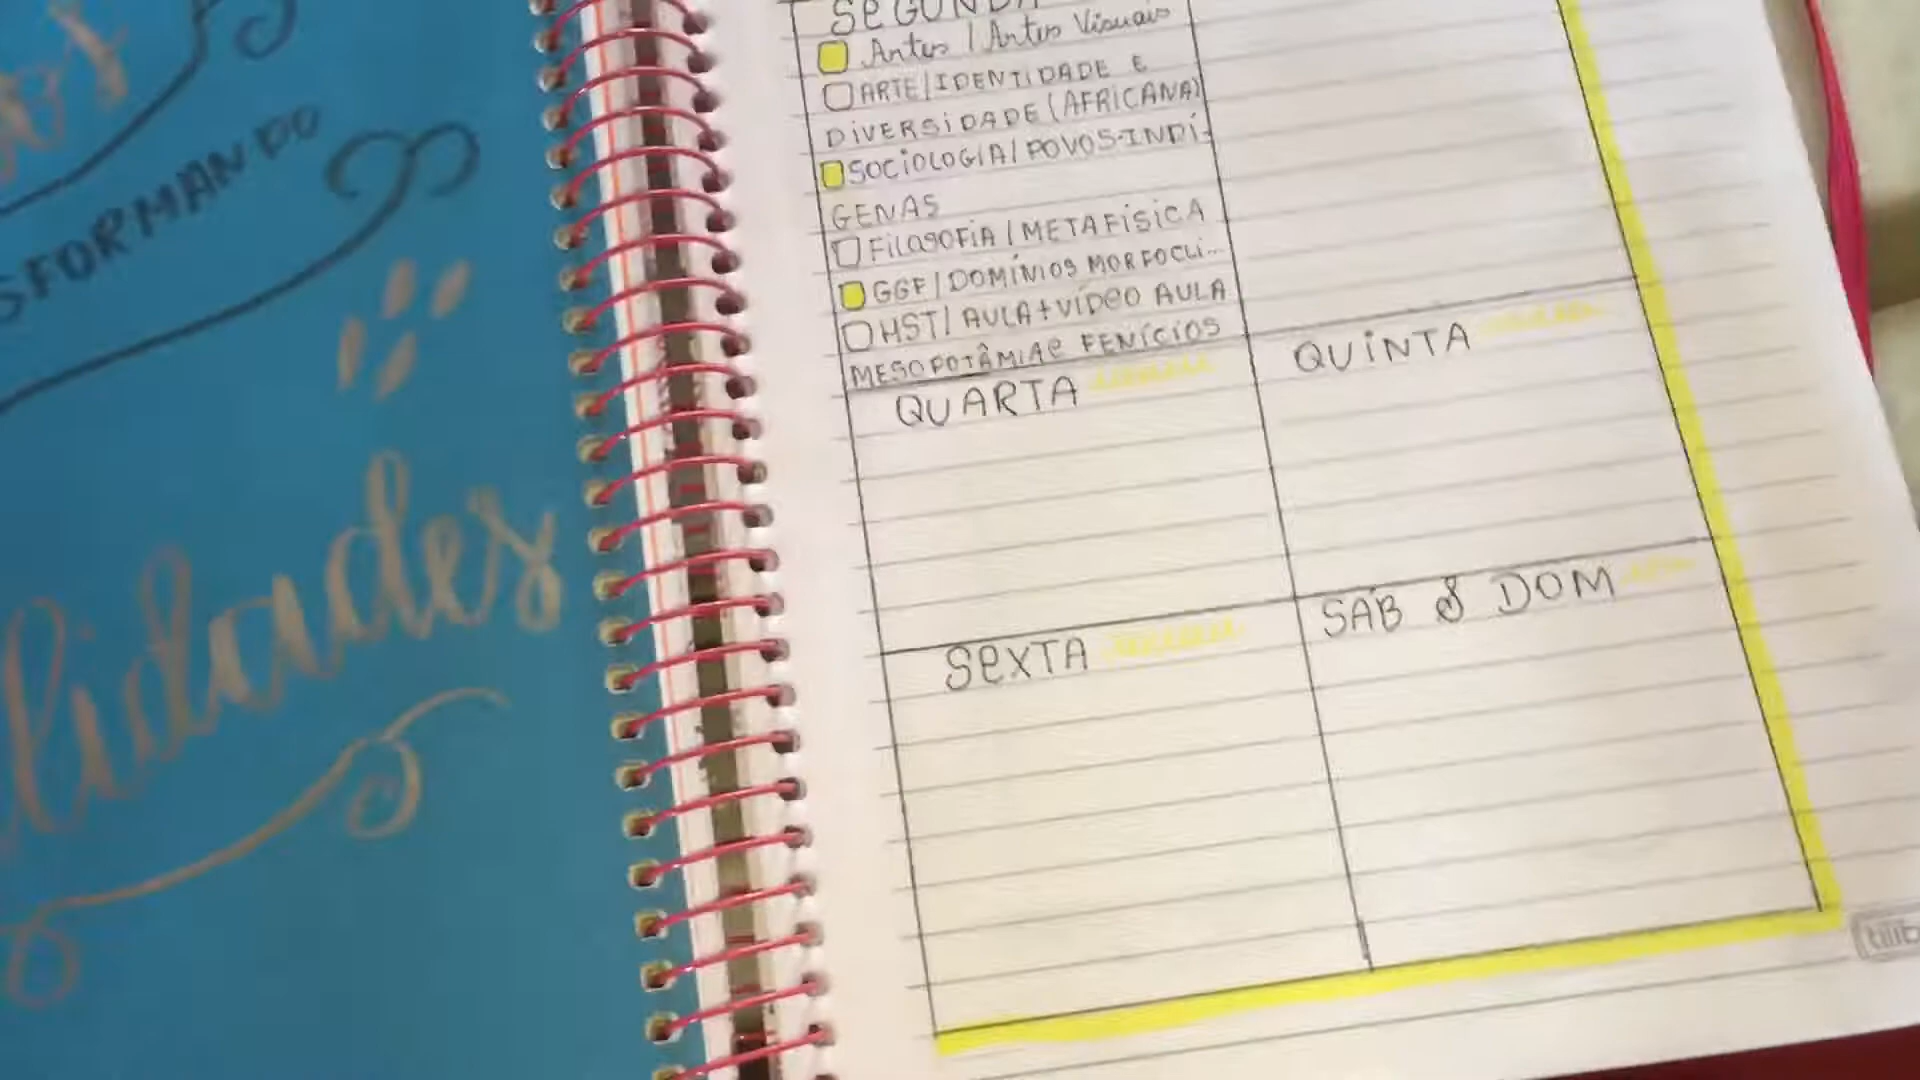 SFORMANDO
lidades
SEGUNDA
Artes / Artes Visuais
ARTE/IDENTIDADE E
DIVERSIDADE (AFRICANA)
SOCIOLOGIA/POVOS-INDÍ-
GENAS
FILOSOFIA / METAFÍSICA
GGF/DOMÍNIOS MORFOCLI...
HST/ AULA+VÍDEO AULA
MESOPOTÂMIA e FENÍCIOS
QUARTA
QUINTA
SEXTA
SÁB & DOM
tilib